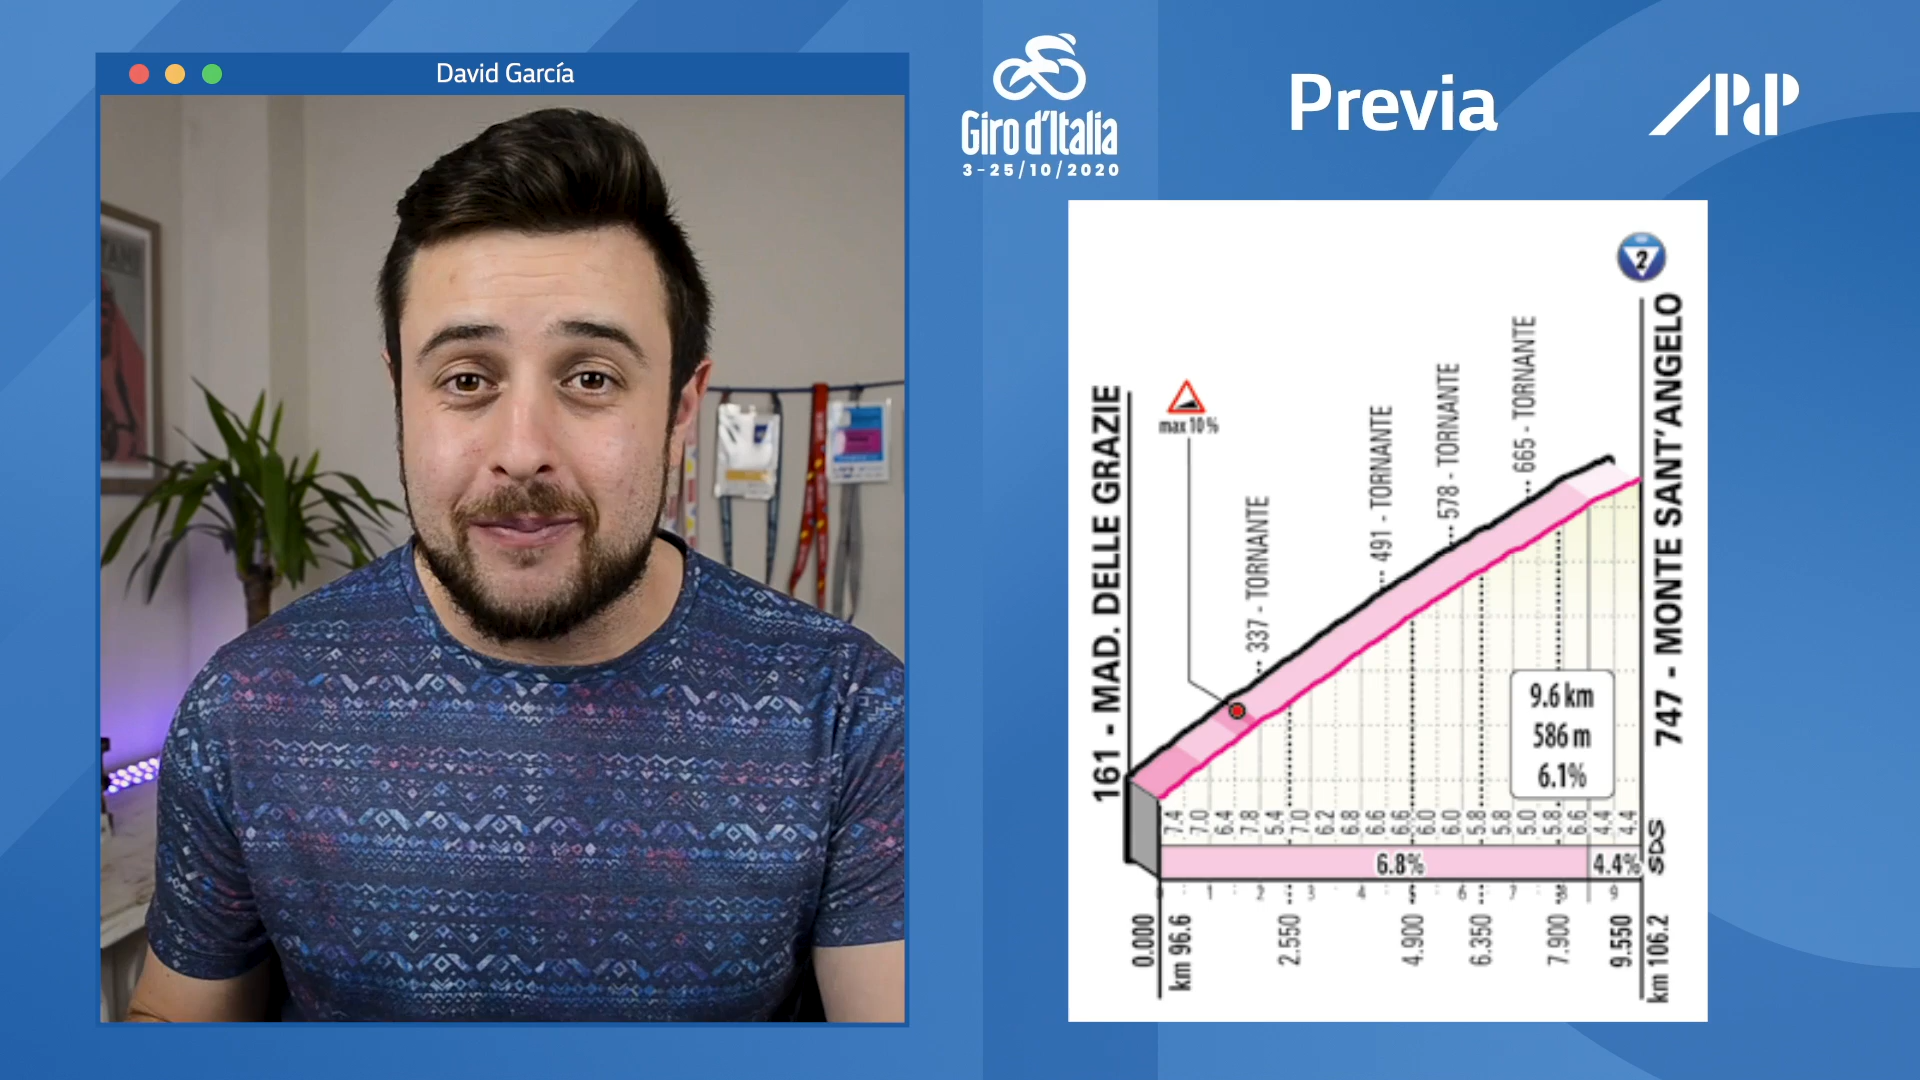 David García
Giro d'Italia
3-25/10/2020
Previa
APdP
2
161 - MAD. DELLE GRAZIE
max 10%
337 - TORNANTE
491 - TORNANTE
578 - TORNANTE
665 - TORNANTE
747 - MONTE SANT'ANGELO
9.6 km
586 m
6.1%
7.4 7.0 6.4 7.8 5.4 7.0 6.2 6.8 6.6 6.6 6.0 6.0 5.8 5.8 5.0 5.8 6.6 4.4 4.4
6.8% 4.4%
SDS
1 2 3 4 5 6 7 8 9
0.000 2.550 4.900 6.350 7.900 9.550
km 96.6 km 106.2